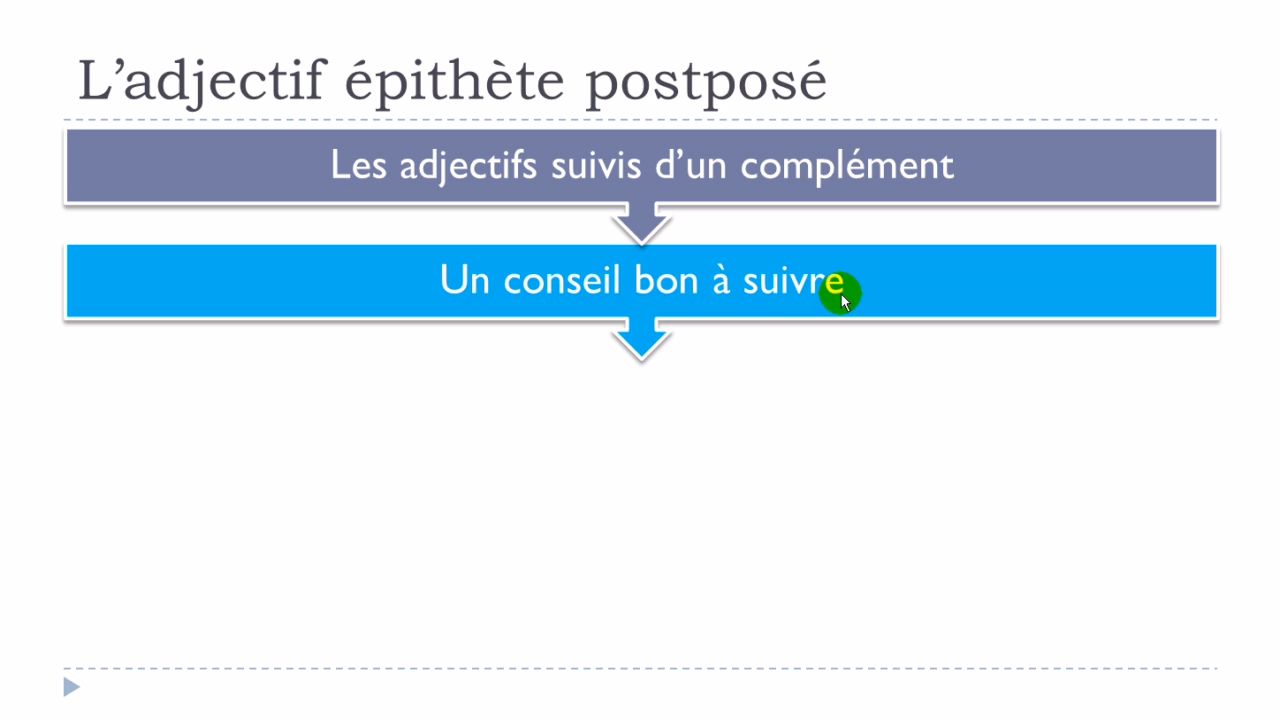 L’adjectif épithète postposé
Les adjectifs suivis d’un complément
Un conseil bon à suivre